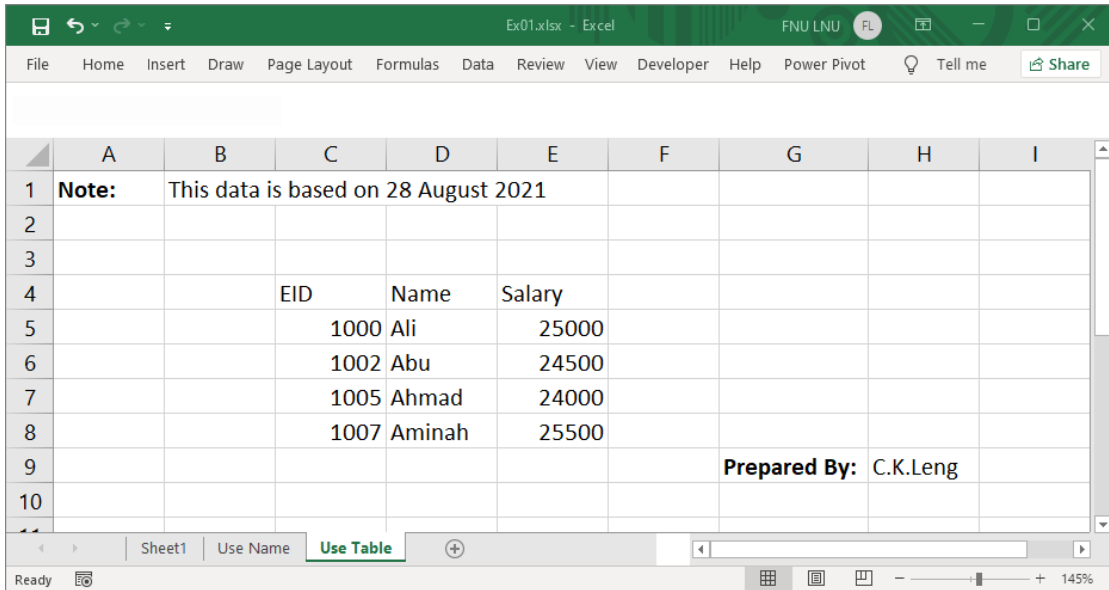 Ex01.xlsx - Excel FNU LNU FL
File Home Insert Draw Page Layout Formulas Data Review View Developer Help Power Pivot Tell me Share
A B C D E F G H I
1 Note: This data is based on 28 August 2021
2
3
4 EID Name Salary
5 1000 Ali 25000
6 1002 Abu 24500
7 1005 Ahmad 24000
8 1007 Aminah 25500
9 Prepared By: C.K.Leng
10
Sheet1 Use Name Use Table
Ready 145%